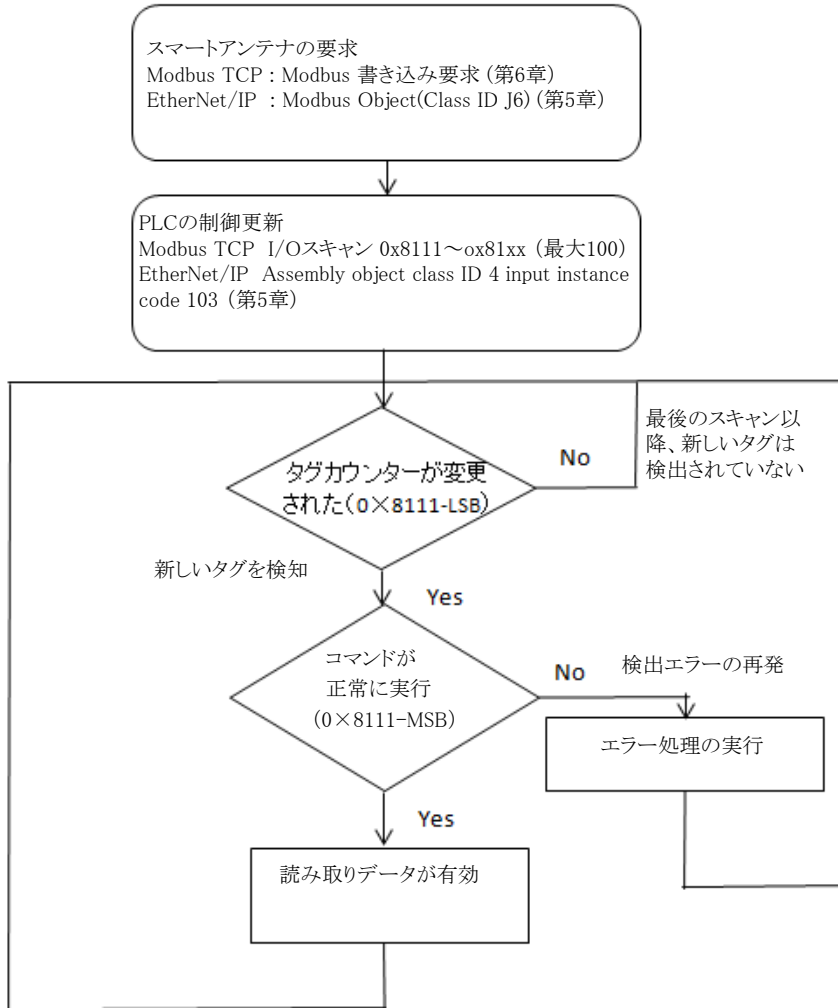 スマートアンテナの要求
Modbus TCP : Modbus 書き込み要求 (第6章)
EtherNet/IP : Modbus Object(Class ID J6) (第5章)
PLCの制御更新
Modbus TCP I/Oスキャン 0x8111～ox81xx (最大100)
EtherNet/IP Assembly object class ID 4 input instance
code 103 (第5章)
タグカウンターが変更
された(0×8111-LSB)
No
最後のスキャン以
降、新しいタグは
検出されていない
新しいタグを検知
Yes
コマンドが
正常に実行
(0×8111-MSB)
No
検出エラーの再発
エラー処理の実行
Yes
読み取りデータが有効